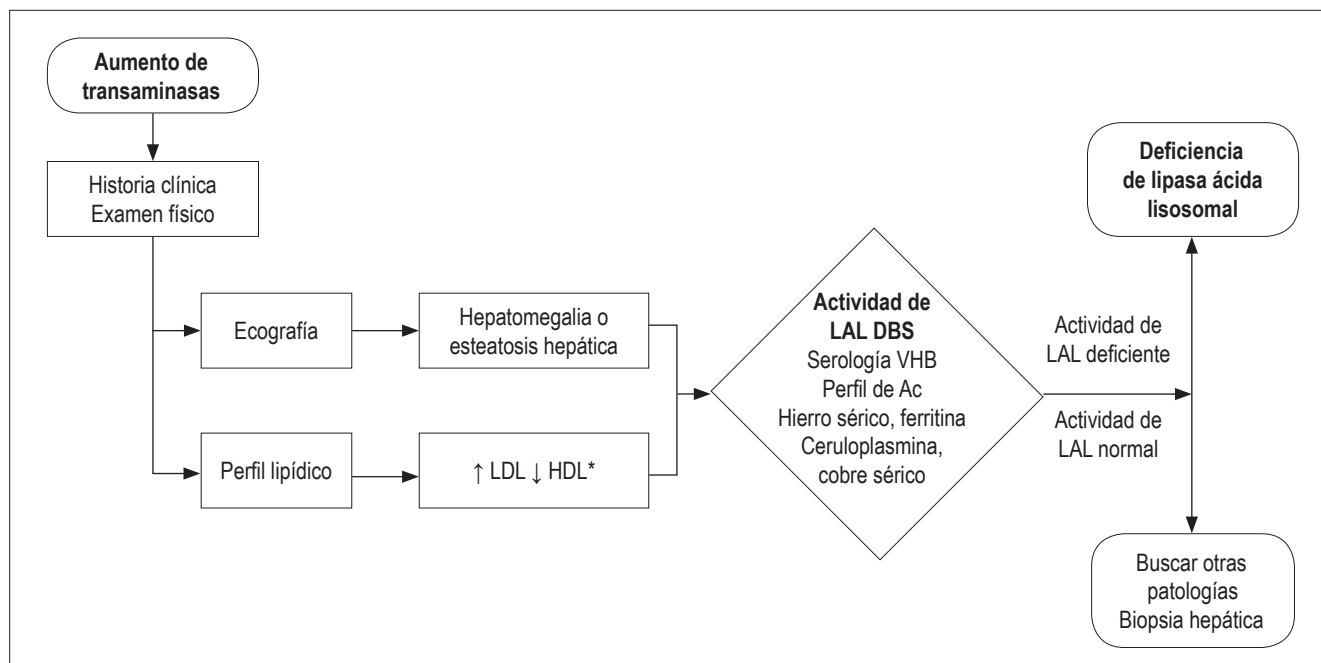 Aumento de
transaminasas
Historia clínica
Examen físico
Ecografía
Hepatomegalia o
esteatosis hepática
Perfil lipídico
↑ LDL ↓ HDL*
Actividad de
LAL DBS
Serología VHB
Perfil de Ac
Hierro sérico, ferritina
Ceruloplasmina,
cobre sérico
Actividad de
LAL deficiente
Actividad de
LAL normal
Deficiencia
de lipasa ácida
lisosomal
Buscar otras
patologías
Biopsia hepática